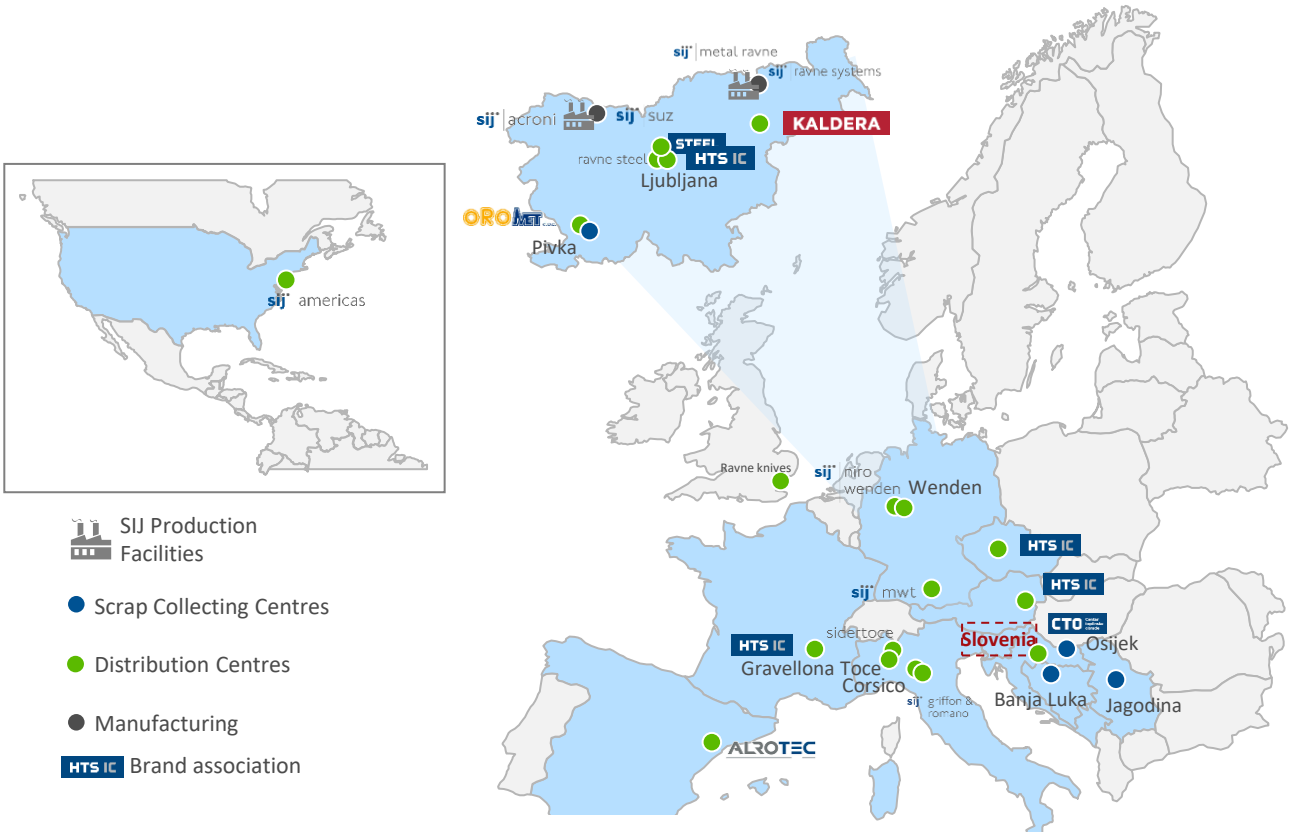 sij metal ravne
sij ravne systems
sij acroni
sij suz
KALDERA
STEEL
ravne steel
HTS IC
Ljubljana
OROMET
Pivka
sij americas
Ravne knives
sij niro
wenden
Wenden
HTS IC
HTS IC
sij mwt
CTO
sidertoce
Slovenia
Osijek
HTS IC
Gravellona Toce
Corsico
sij griffon &
romano
Banja Luka
Jagodina
ALROTEC
SIJ Production
Facilities
Scrap Collecting Centres
Distribution Centres
Manufacturing
HTS IC Brand association